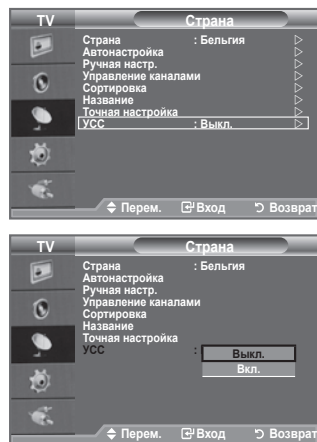 TV Страна
Страна : Бельгия
Автонастройка
Ручная настр.
Управление каналами
Сортировка
Название
Точная настройка
УСС : Выкл.
Перем. Вход Возврат
TV Страна
Страна : Бельгия
Автонастройка
Ручная настр.
Управление каналами
Сортировка
Название
Точная настройка
УСС : Выкл.
Вкл.
Перем. Вход Возврат